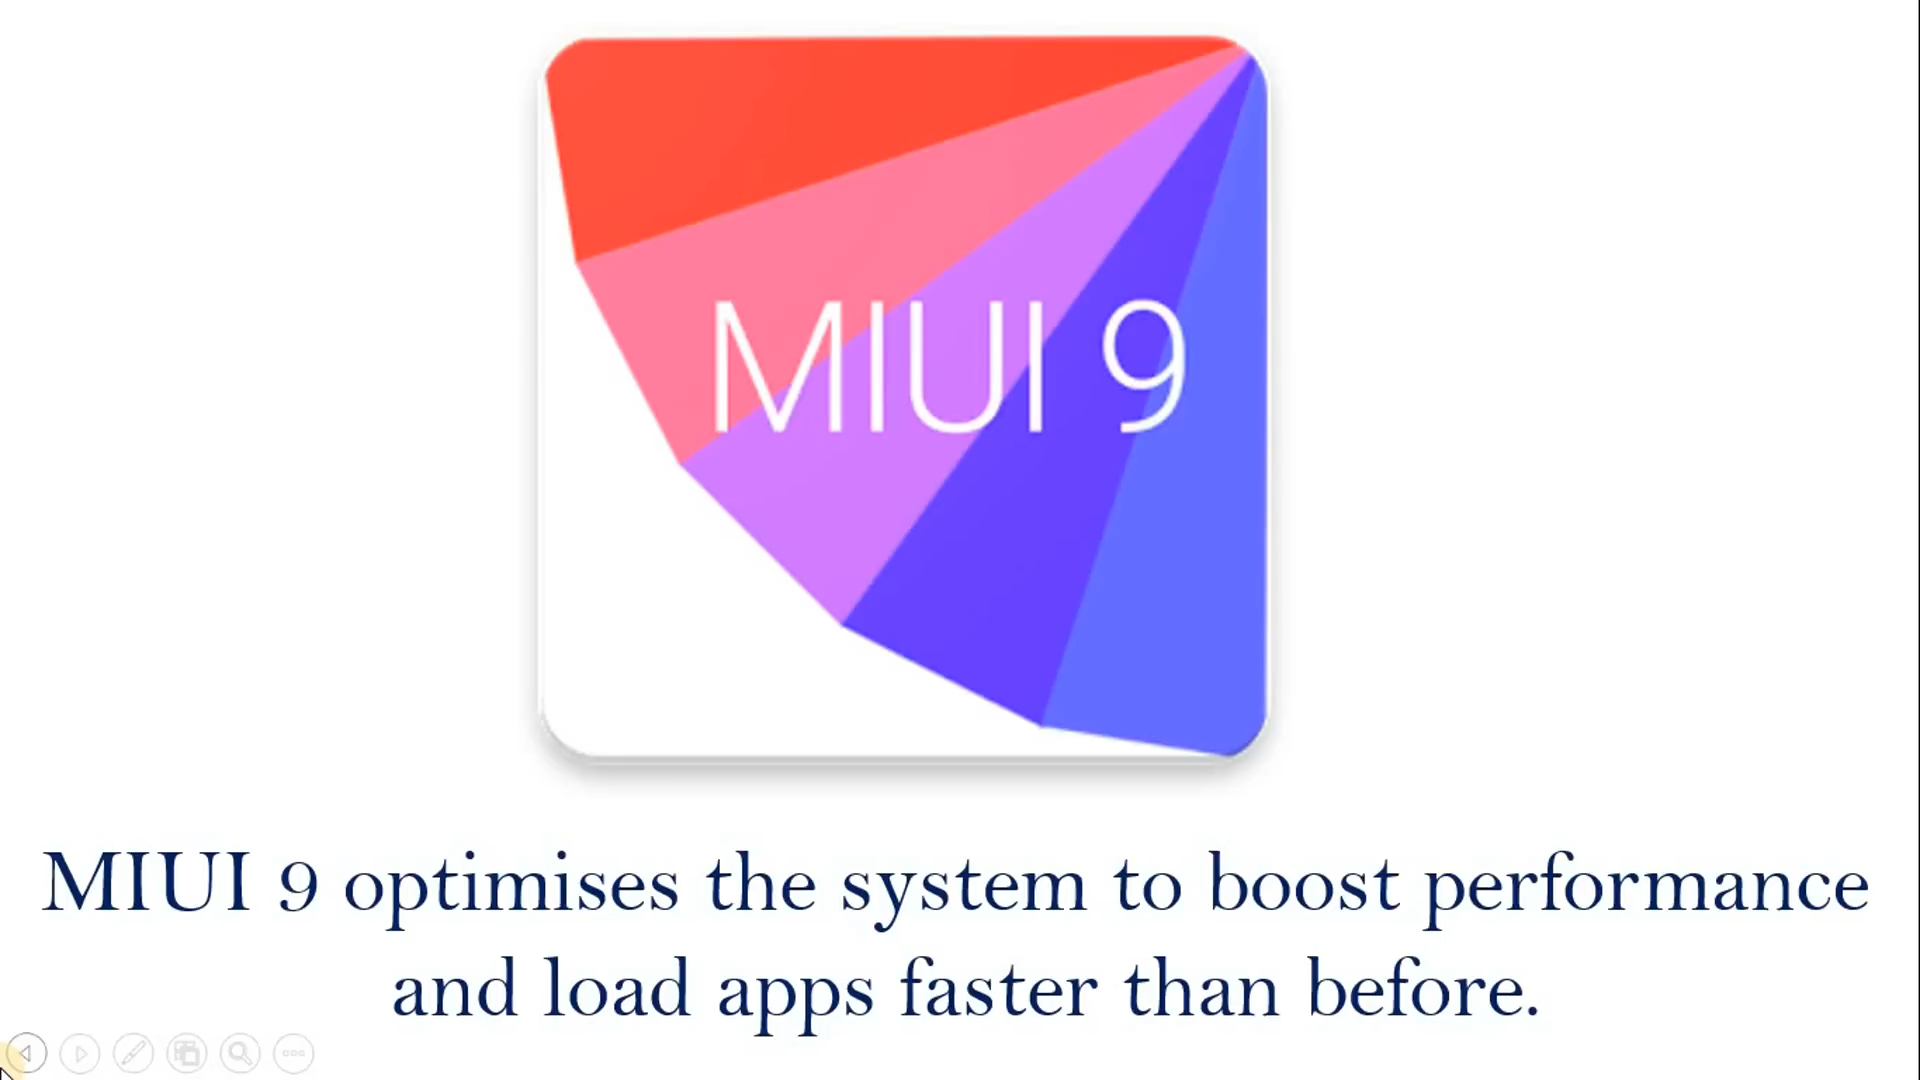 MIUI 9
MIUI 9 optimises the system to boost performance
and load apps faster than before.